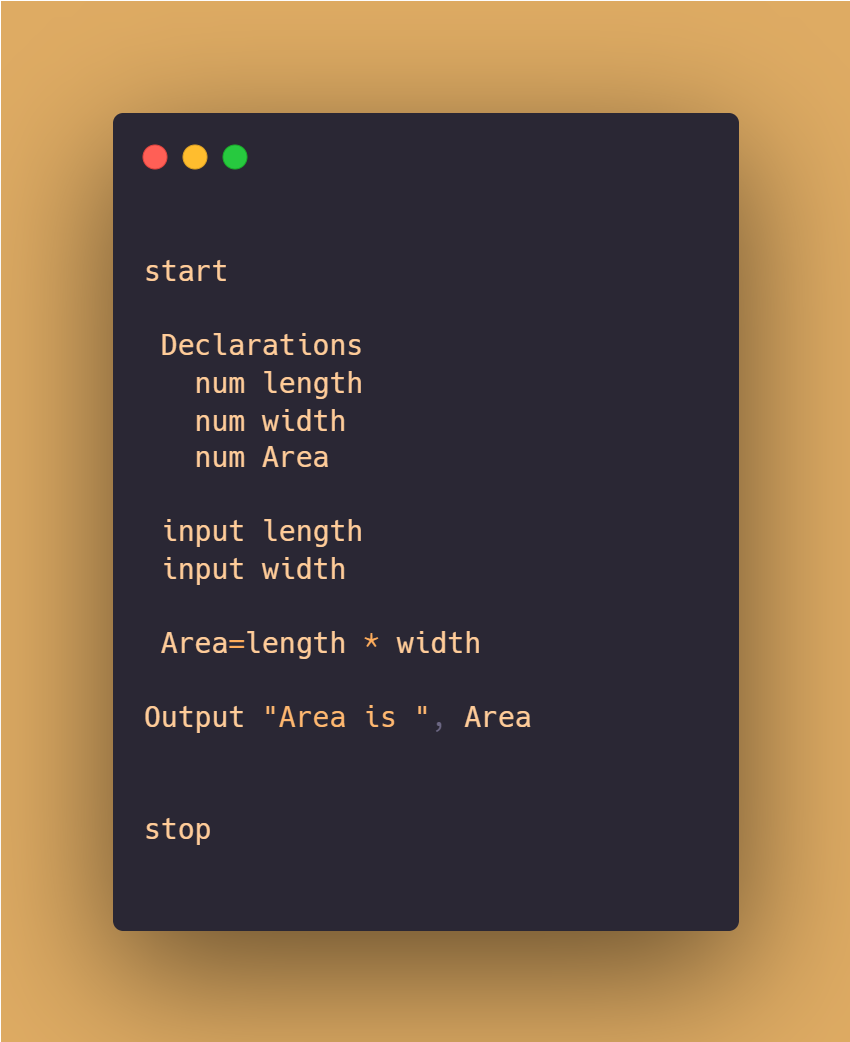 start
Declarations
num length
num width
num Area
input length
input width
Area=length * width
Output "Area is ", Area
stop